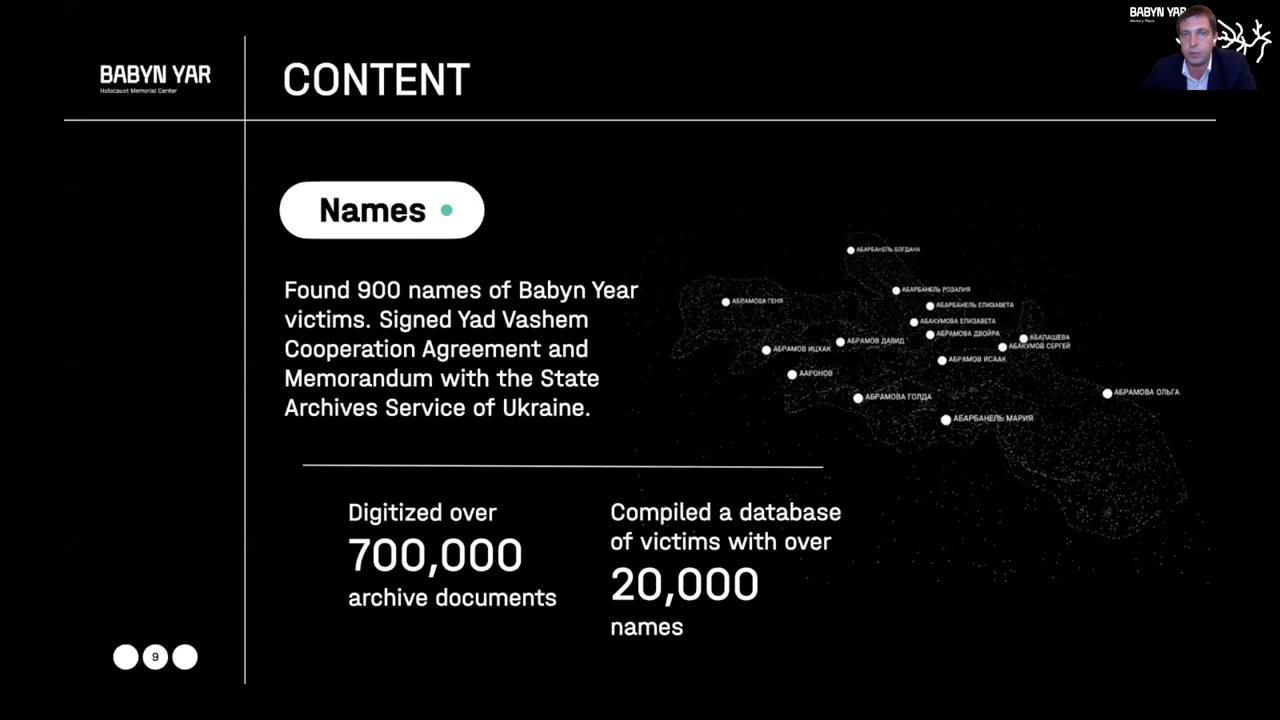 BABYN YAR
Memory Place
BABYN YAR
Holocaust Memorial Center
CONTENT
Names
Found 900 names of Babyn Year
victims. Signed Yad Vashem
Cooperation Agreement and
Memorandum with the State
Archives Service of Ukraine.
АБАРБАНЕЛЬ БОГДАНА
АБАРБАНЕЛЬ РОЗАЛИЯ
АБРАМОВА ГЕНЯ
АБАРБАНЕЛЬ ЕЛИЗАВЕТА
АБАКУМОВА ЕЛИЗАВЕТА
АБРАМОВА ДВОЙРА
АБАЛАШЕВА
АБРАМОВ ДАВИД
АБАКУМОВ СЕРГЕЙ
АБРАМОВ ИЦХАК
АБРАМОВ ИСААК
ААРОНОВ
АБРАМОВА ОЛЬГА
АБРАМОВА ГОЛДА
АБАРБАНЕЛЬ МАРИЯ
Digitized over
700,000
archive documents
Compiled a database
of victims with over
20,000
names
9